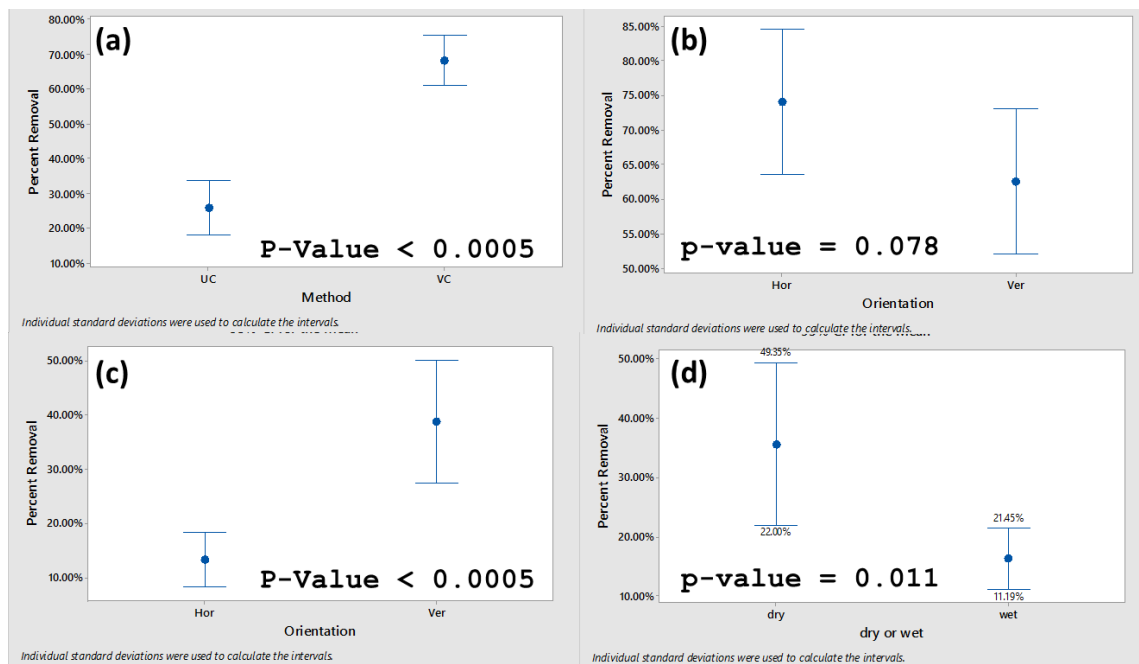 (a)
Percent Removal
80.00%
70.00%
60.00%
50.00%
40.00%
30.00%
20.00%
10.00%
P-Value < 0.0005
UC VC
Method
Individual standard deviations were used to calculate the intervals.
(b)
Percent Removal
85.00%
80.00%
75.00%
70.00%
65.00%
60.00%
55.00%
50.00%
p-value = 0.078
Hor Ver
Orientation
Individual standard deviations were used to calculate the intervals.
(c)
Percent Removal
50.00%
40.00%
30.00%
20.00%
10.00%
P-Value < 0.0005
Hor Ver
Orientation
Individual standard deviations were used to calculate the intervals.
(d)
Percent Removal
50.00%
40.00%
30.00%
20.00%
10.00%
49.35%
22.00%
21.45%
11.19%
p-value = 0.011
dry wet
dry or wet
Individual standard deviations were used to calculate the intervals.